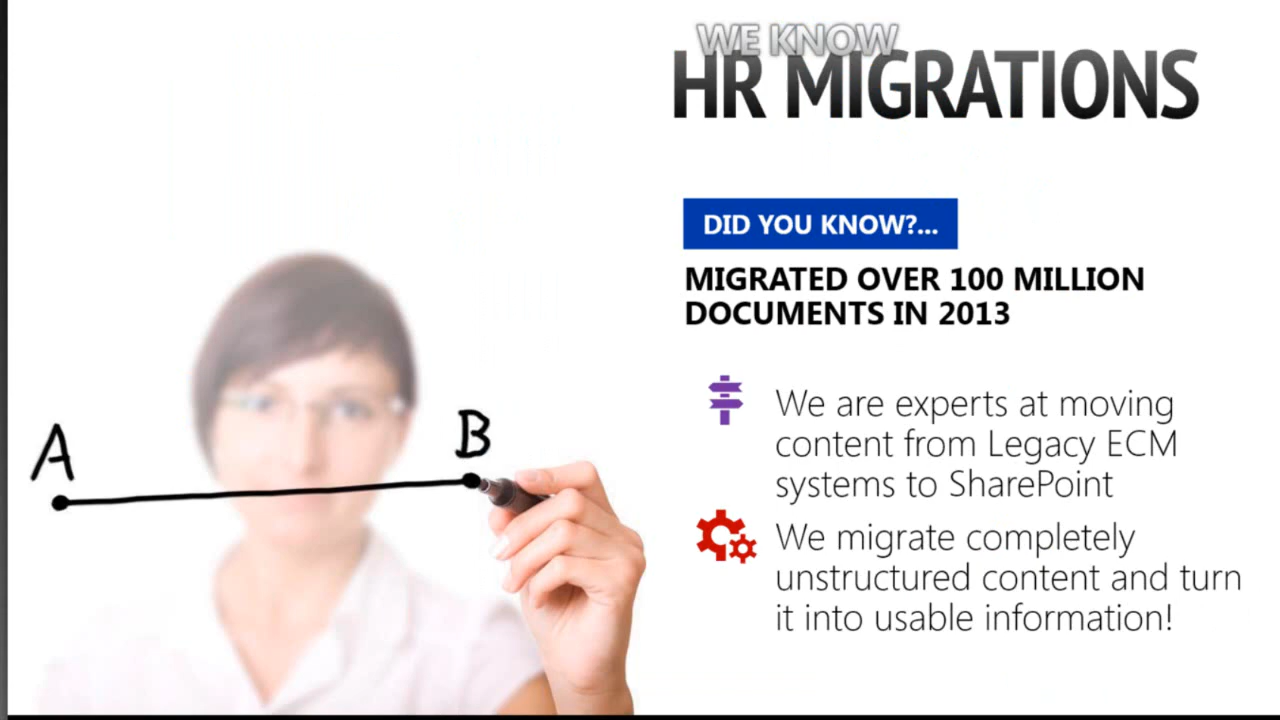 WE KNOW
HR MIGRATIONS
DID YOU KNOW?...
MIGRATED OVER 100 MILLION
DOCUMENTS IN 2013
We are experts at moving
content from Legacy ECM
systems to SharePoint
We migrate completely
unstructured content and turn
it into usable information!
A
B